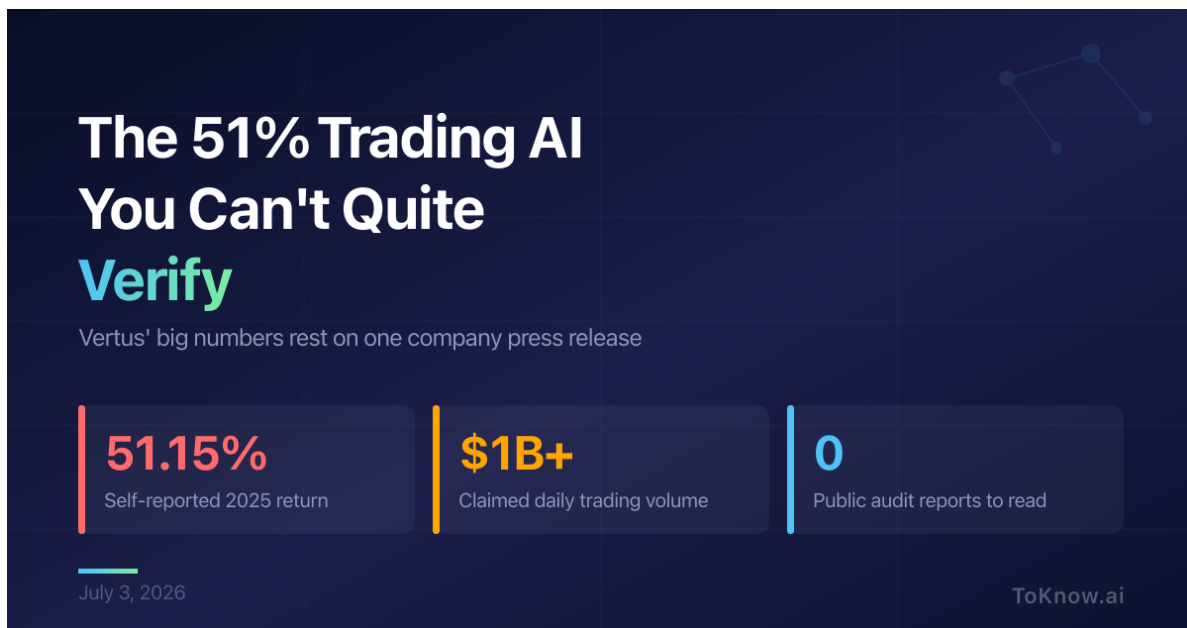 The 51% Trading AI
You Can't Quite
Verify
Vertus' big numbers rest on one company press release
51.15%
Self-reported 2025 return
$1B+
Claimed daily trading volume
0
Public audit reports to read
July 3, 2026
ToKnow.ai